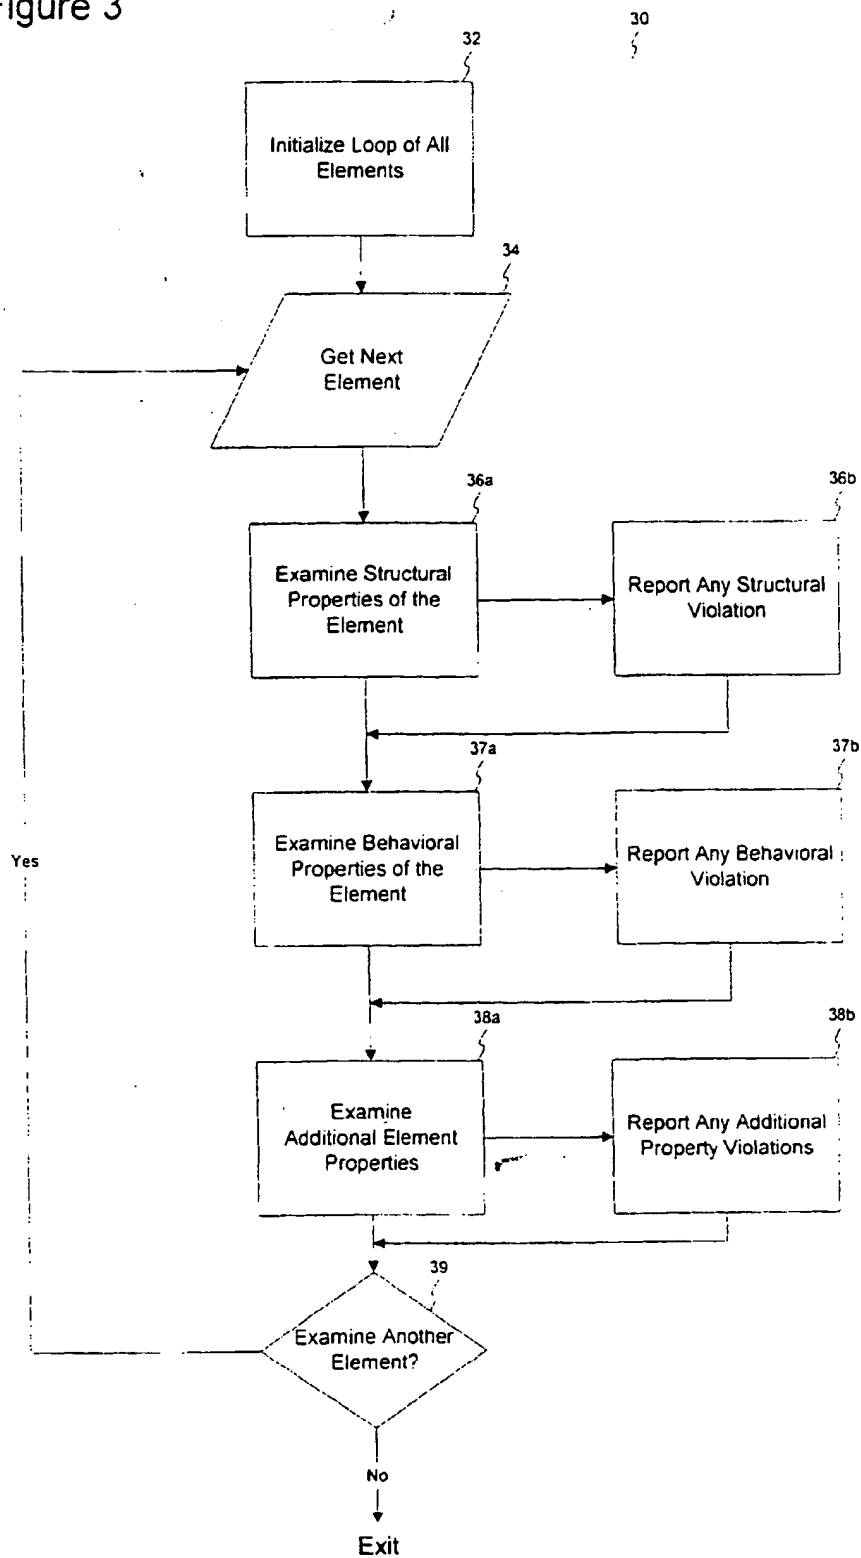 Figure 3
30
32
Initialize Loop of All
Elements
34
Get Next
Element
36a
36b
Examine Structural
Properties of the
Element
Report Any Structural
Violation
37a
37b
Examine Behavioral
Properties of the
Element
Report Any Behavioral
Violation
Yes
38a
38b
Examine
Additional Element
Properties
Report Any Additional
Property Violations
39
Examine Another
Element?
No
Exit